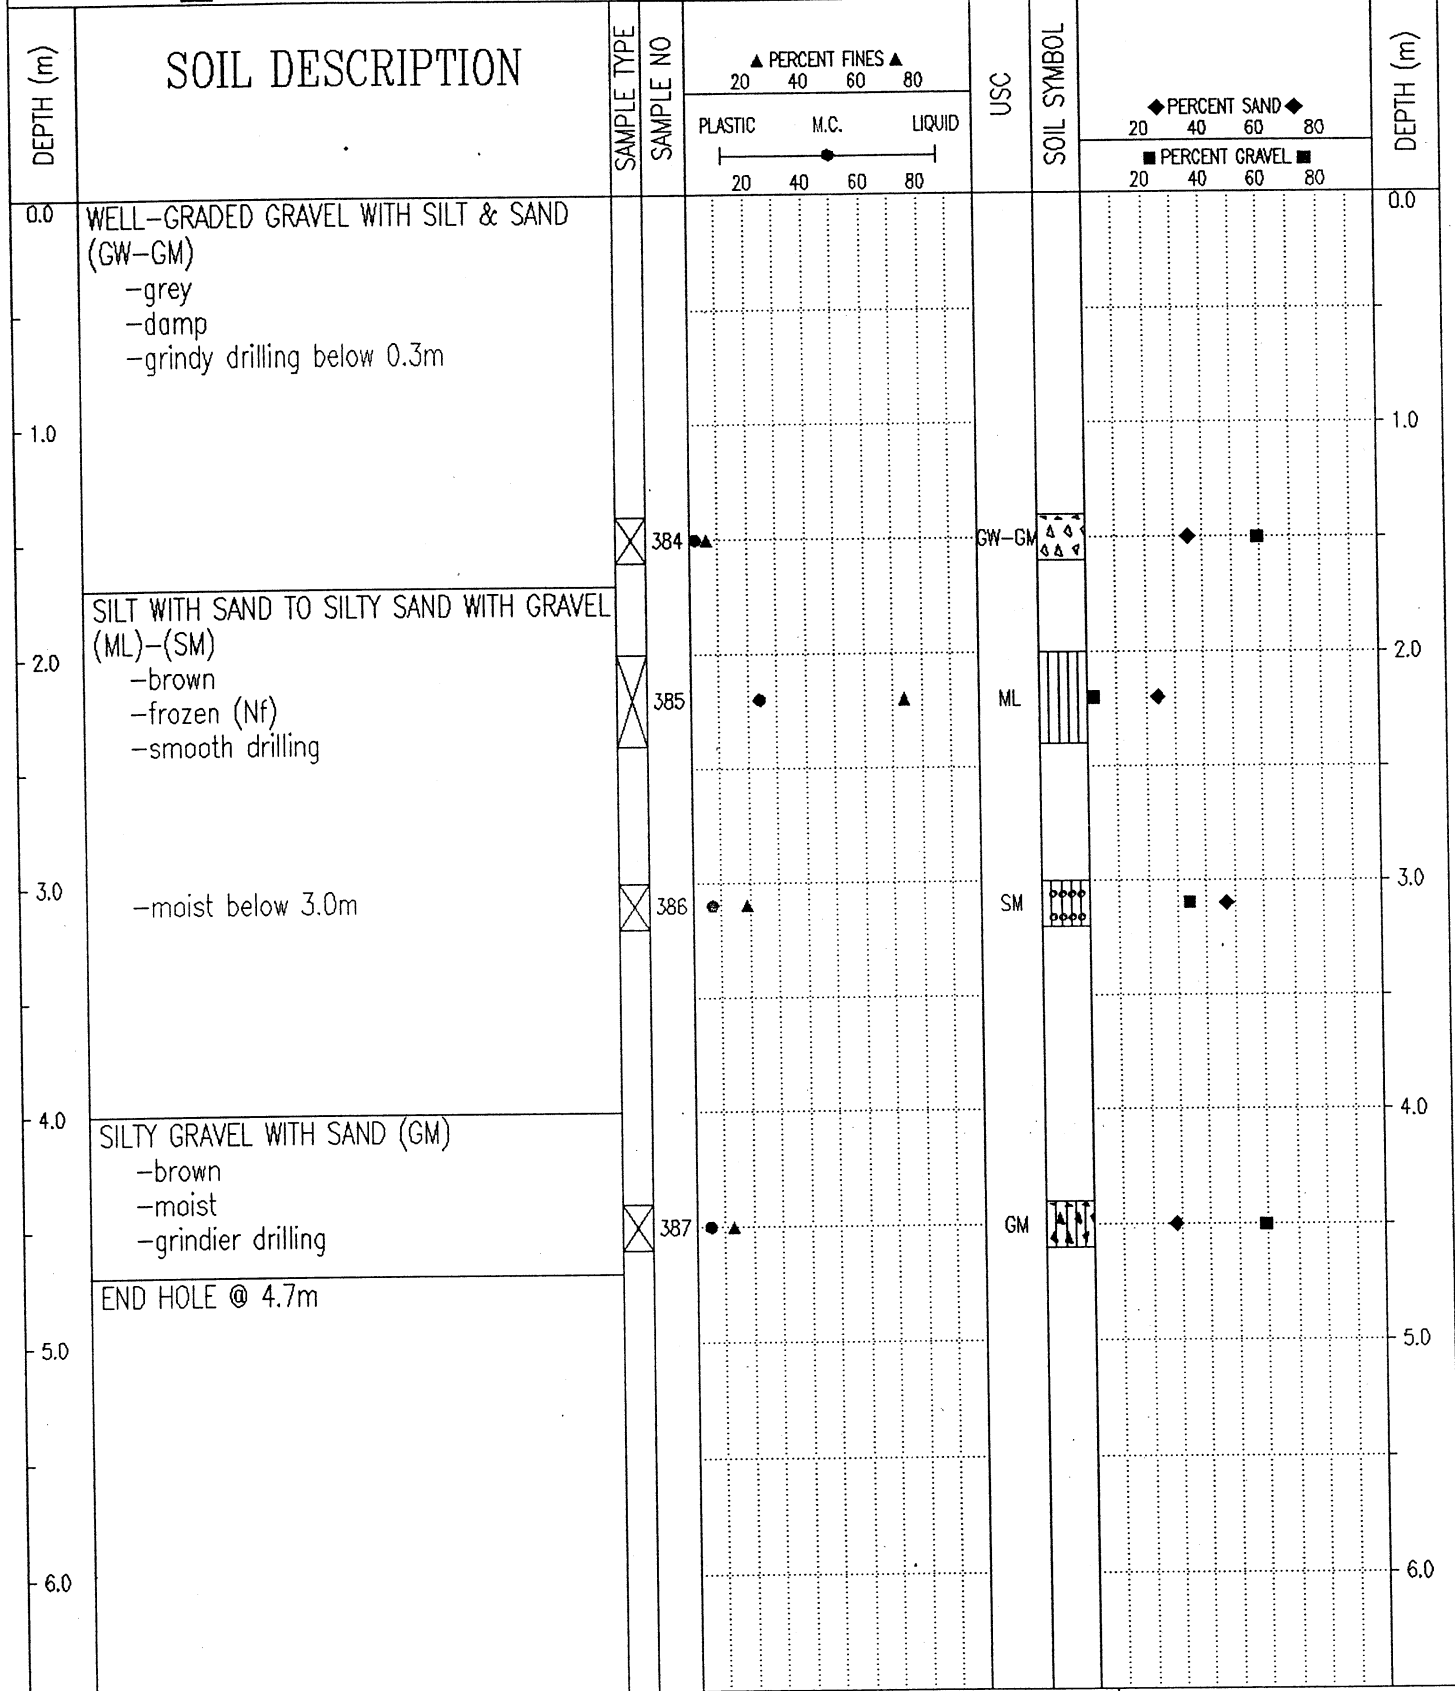 DEPTH (m)
SOIL DESCRIPTION
SAMPLE TYPE
SAMPLE NO
▲ PERCENT FINES ▲
20 40 60 80
PLASTIC M.C. LIQUID
20 40 60 80
USC
SOIL SYMBOL
◆ PERCENT SAND ◆
20 40 60 80
■ PERCENT GRAVEL ■
20 40 60 80
DEPTH (m)
0.0 WELL-GRADED GRAVEL WITH SILT & SAND 0.0
(GW-GM)
-grey
-damp
-grindy drilling below 0.3m
1.0 1.0
384 GW-GM
SILT WITH SAND TO SILTY SAND WITH GRAVEL
(ML)-(SM)
2.0 2.0
-brown
385 ML
-frozen (Nf)
-smooth drilling
3.0 3.0
-moist below 3.0m 386 SM
4.0 4.0
SILTY GRAVEL WITH SAND (GM)
-brown
-moist
387 GM
-grindier drilling
END HOLE @ 4.7m
5.0 5.0
6.0 6.0